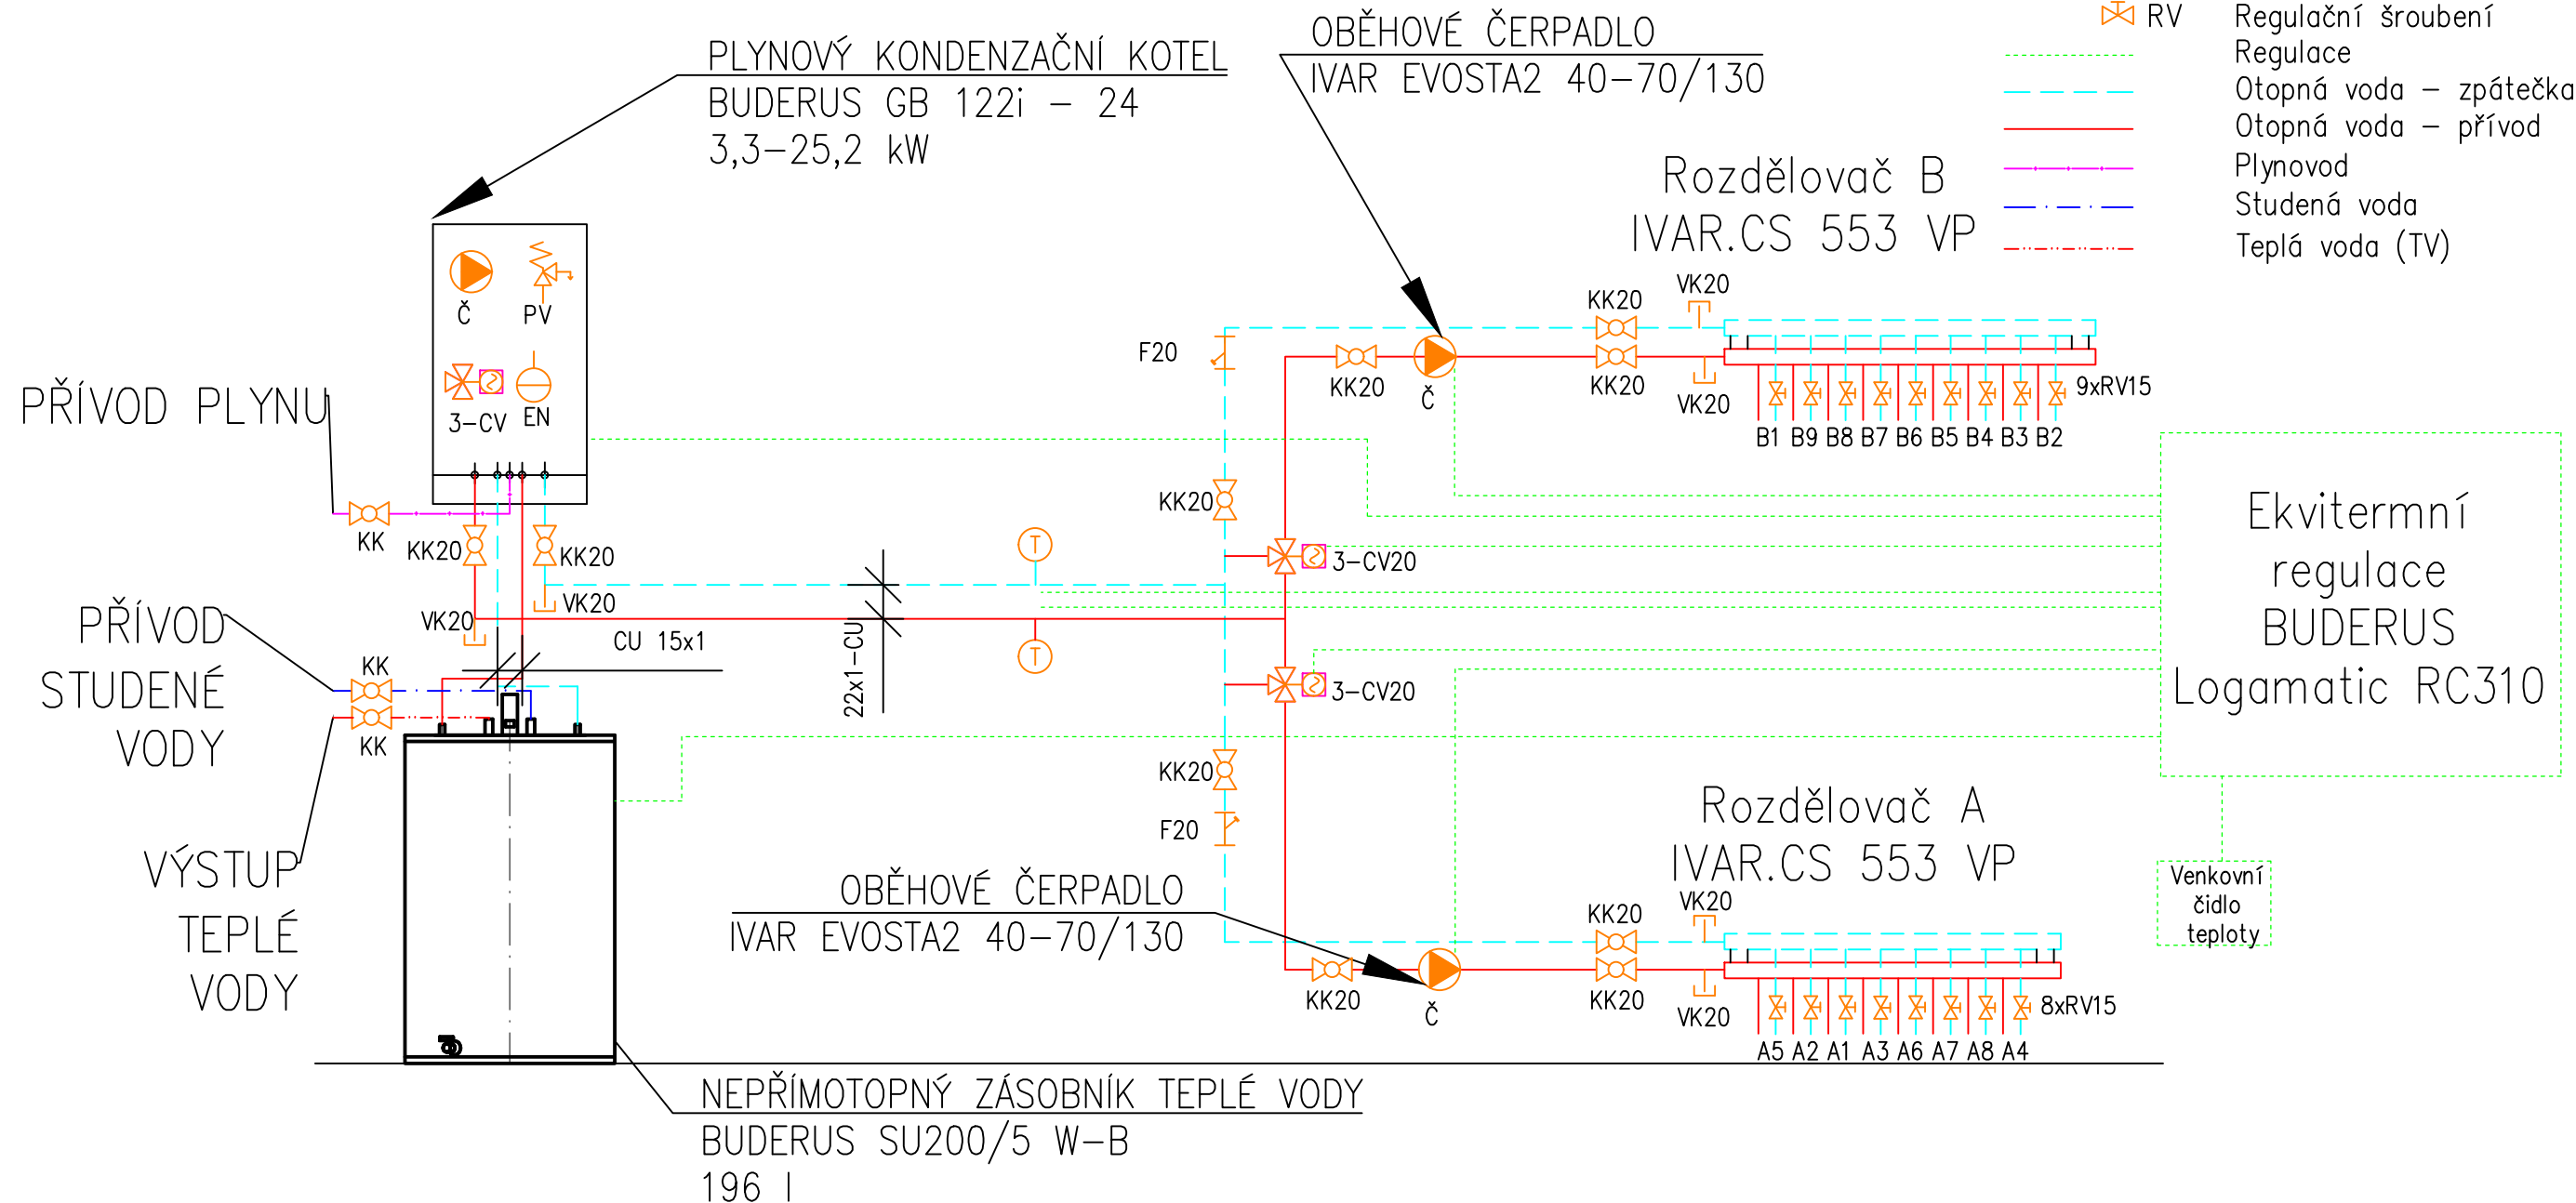 PLYNOVÝ KONDENZAČNÍ KOTEL
BUDERUS GB 122i – 24
3,3–25,2 kW
OBĚHOVÉ ČERPADLO
IVAR EVOSTA2 40–70/130
RV Regulační šroubení
Regulace
Otopná voda – zpátečka
Otopná voda – přívod
Plynovod
Studená voda
Teplá voda (TV)
Rozdělovač B
IVAR.CS 553 VP
Č
PV
3–CV
EN
PŘÍVOD PLYNU
KK
KK20
KK20
VK20
VK20
PŘÍVOD
STUDENÉ
VODY
KK
KK
CU 15x1
22x1–CU
T
T
VÝSTUP
TEPLÉ
VODY
F20
KK20
KK20
Č
KK20
KK20
VK20
VK20
9xRV15
B1 B9 B8 B7 B6 B5 B4 B3 B2
3–CV20
3–CV20
KK20
F20
Ekvitermní
regulace
BUDERUS
Logamatic RC310
Venkovní
čidlo
teploty
Rozdělovač A
IVAR.CS 553 VP
OBĚHOVÉ ČERPADLO
IVAR EVOSTA2 40–70/130
KK20
Č
KK20
KK20
VK20
VK20
8xRV15
A5 A2 A1 A3 A6 A7 A8 A4
NEPŘÍMOTOPNÝ ZÁSOBNÍK TEPLÉ VODY
BUDERUS SU200/5 W–B
196 l